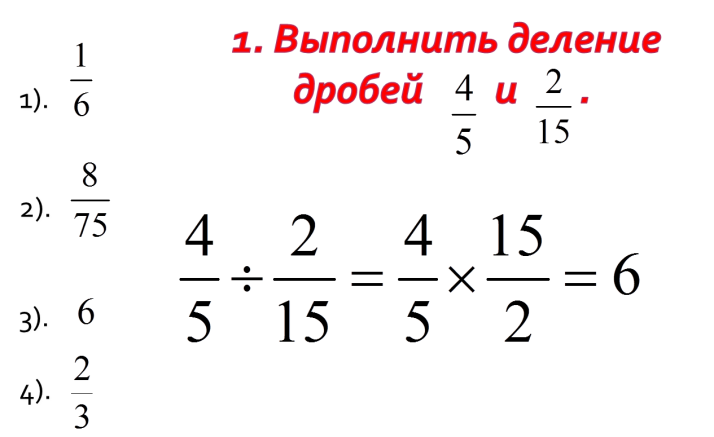 1. Выполнить деление
дробей 4/5 и 2/15 .
1). 1/6
2). 8/75
3). 6
4). 2/3
4/5 ÷ 2/15 = 4/5 × 15/2 = 6